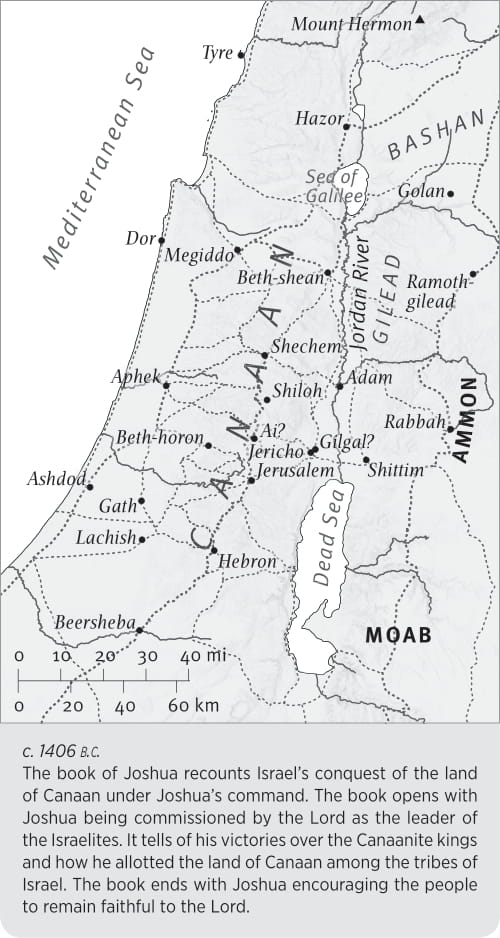 Mount Hermon
Tyre
Mediterranean Sea
Hazor
BASHAN
Sea of
Galilee
Golan
Dor
Megiddo
Beth-shean
Jordan River
GILEAD
Ramoth-
gilead
CANAAN
Shechem
Aphek
Adam
Shiloh
AMMON
Rabbah
Ai?
Beth-horon
Gilgal?
Jericho
Jerusalem
Shittim
Ashdod
Gath
Lachish
Dead Sea
Hebron
Beersheba
MOAB
0 10 20 30 40 mi
0 20 40 60 km
c. 1406 B.C.
The book of Joshua recounts Israel’s conquest of the land
of Canaan under Joshua’s command. The book opens with
Joshua being commissioned by the Lord as the leader of
the Israelites. It tells of his victories over the Canaanite kings
and how he allotted the land of Canaan among the tribes of
Israel. The book ends with Joshua encouraging the people
to remain faithful to the Lord.